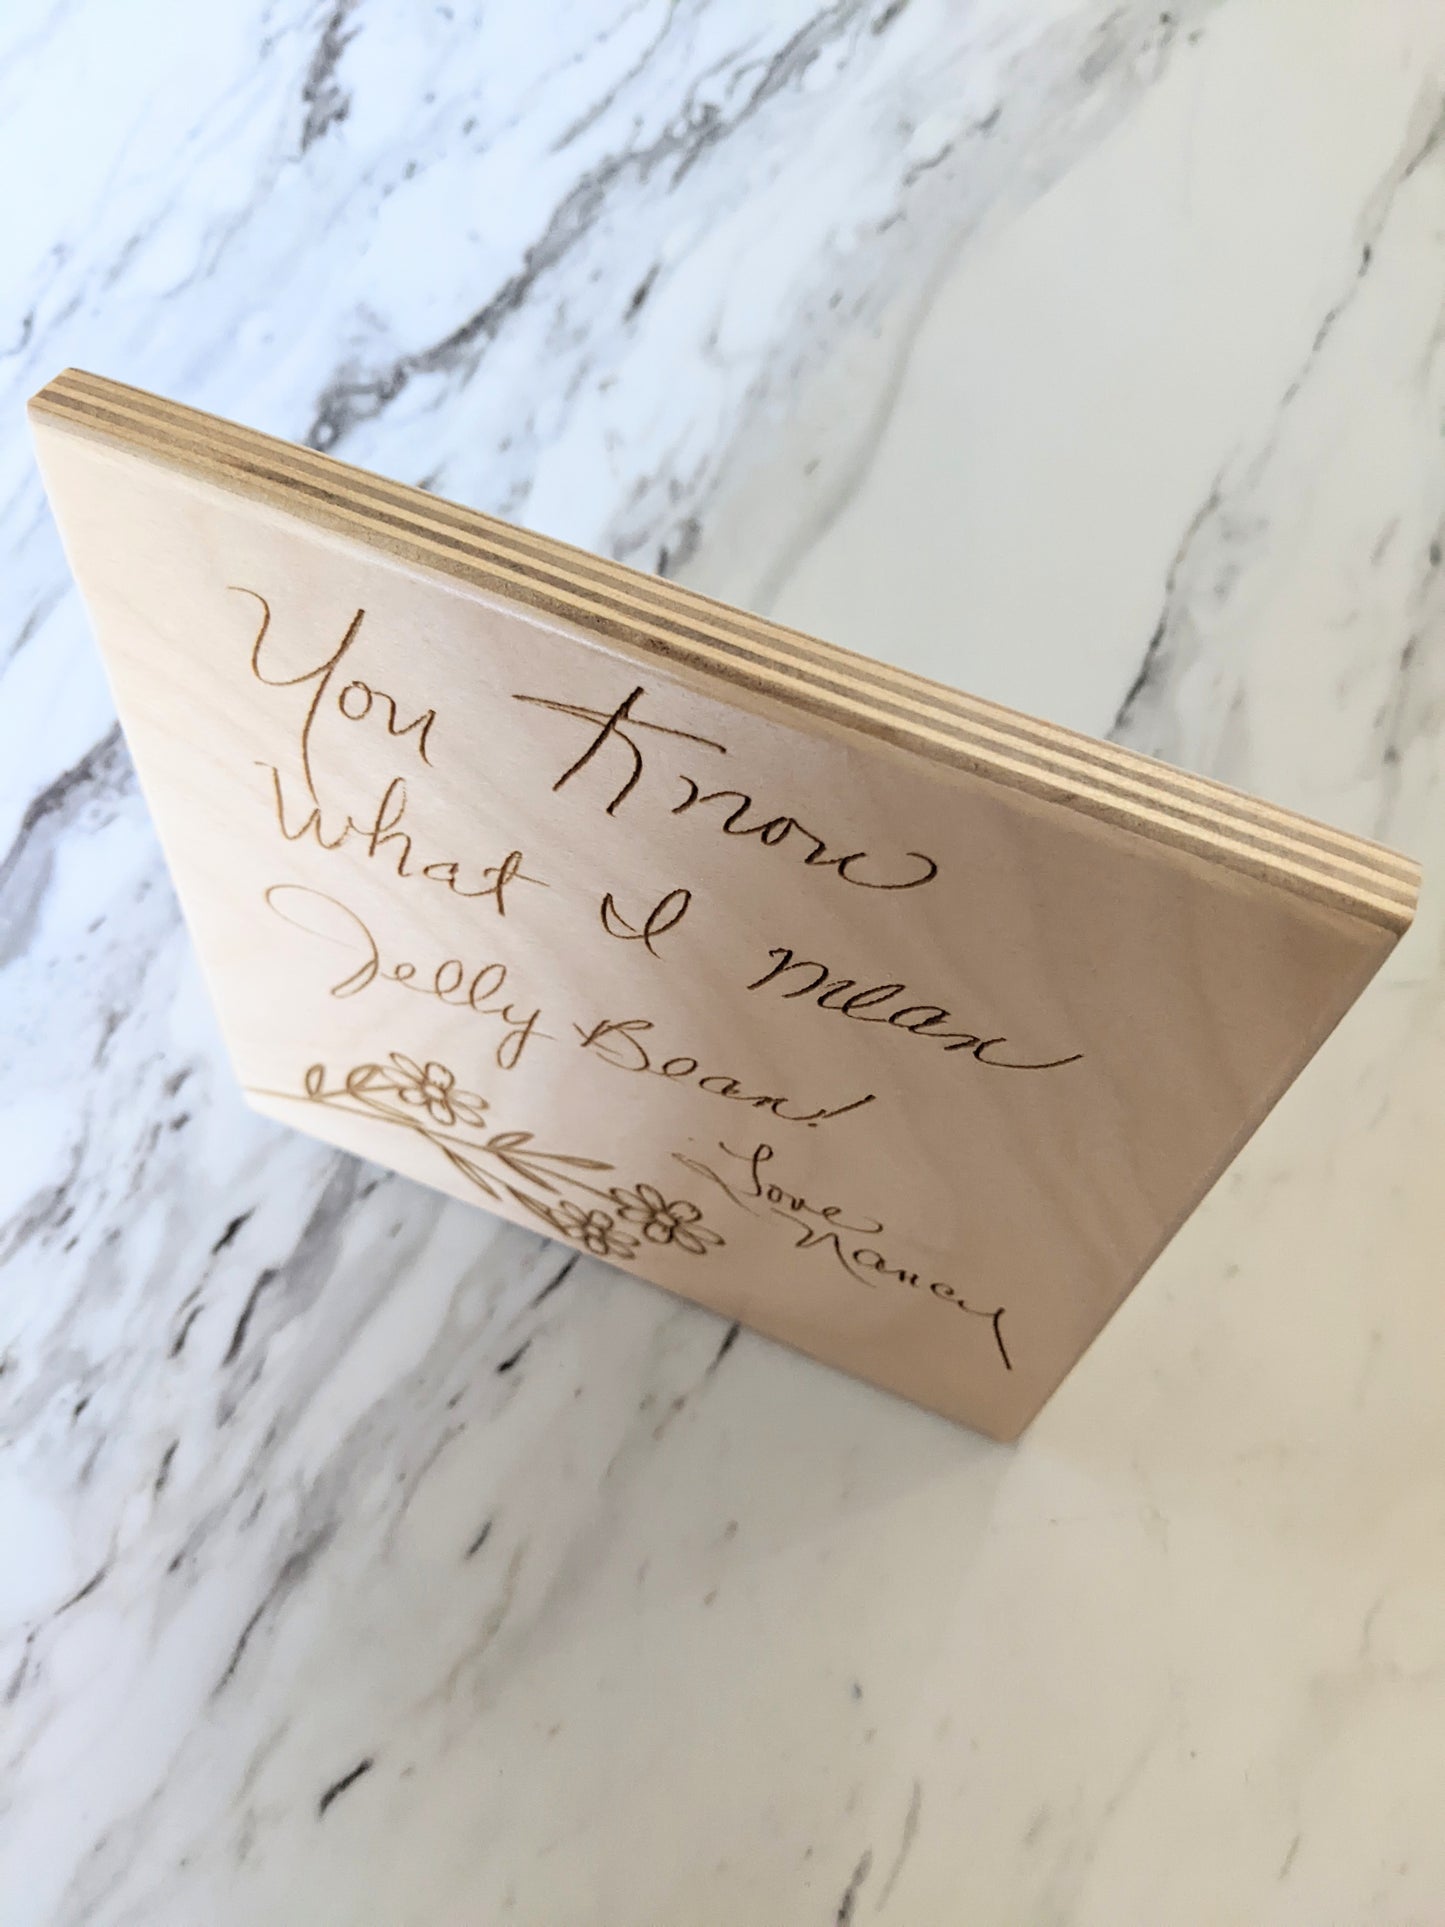 You Know
What I mean
Jelly Bean!
Love
Nancy